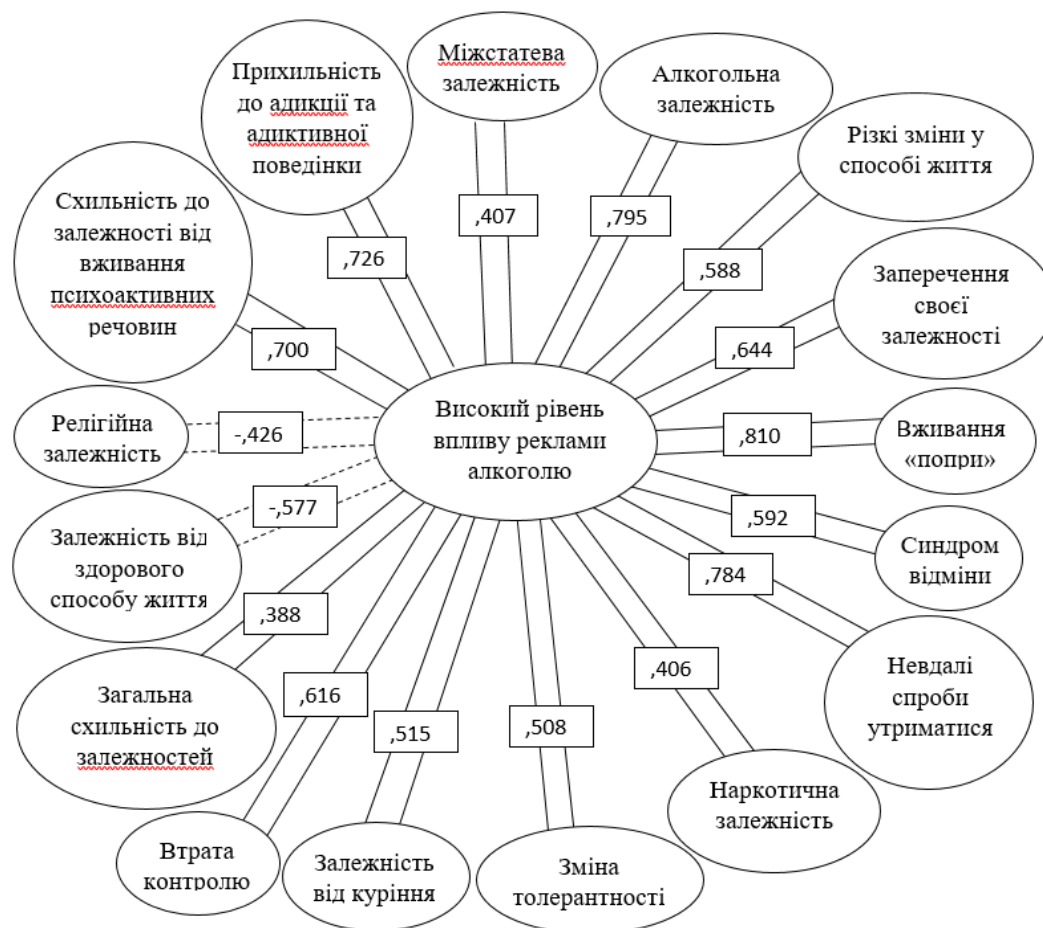 Міжстатева
залежність
Алкогольна
залежність
Прихильність
до адикції та
адиктивної
поведінки
Різкі зміни у
способі життя
Схильність до
залежності від
вживання
психоактивних
речовин
Заперечення
своєї
залежності
,407
,795
,726
,588
,700
,644
Релігійна
залежність
-,426
Високий рівень
впливу реклами
алкоголю
,810
Вживання
«попри»
-,577
,592
Залежність від
здорового
способу життя
Синдром
відміни
,784
,388
,406
,616
,515
,508
Загальна
схильність до
залежностей
Невдалі
спроби
утриматися
Наркотична
залежність
Втрата
контролю
Залежність
від куріння
Зміна
толерантності